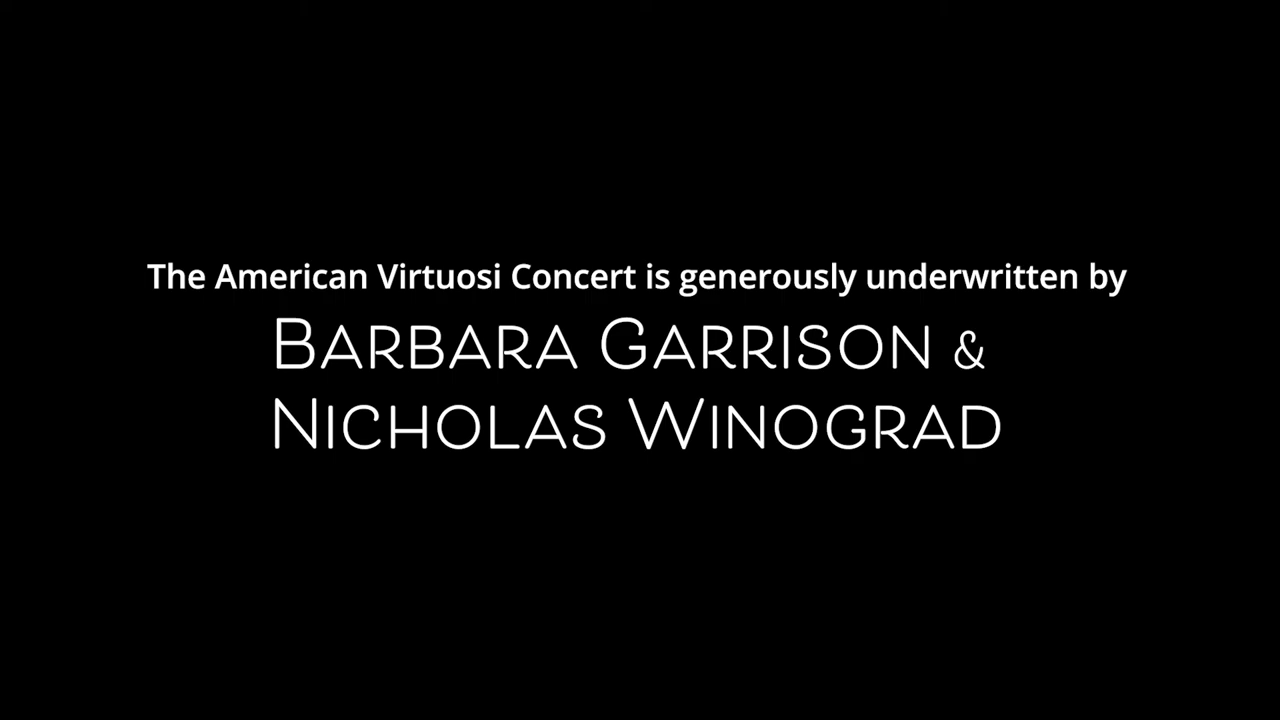 The American Virtuosi Concert is generously underwritten by
Barbara Garrison &
Nicholas Winograd